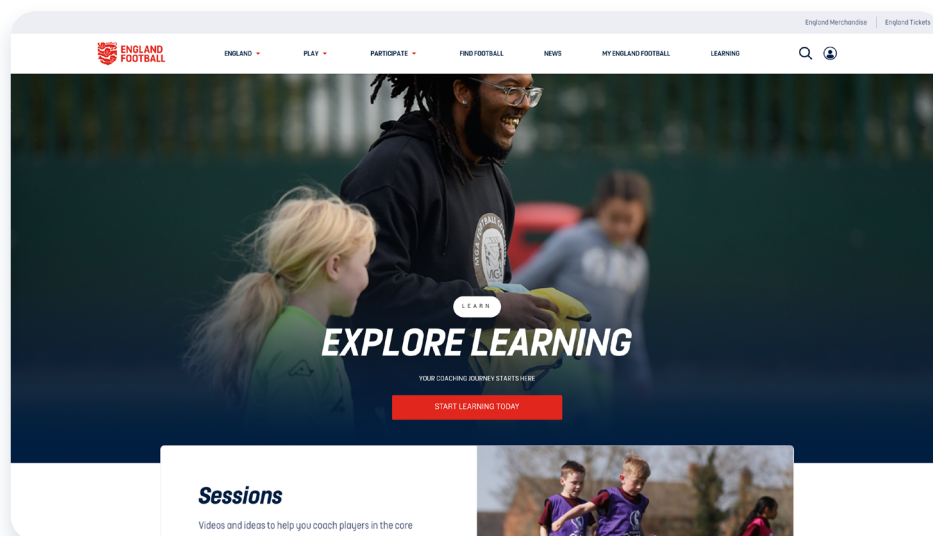 England Merchandise
England Tickets
ENGLAND
FOOTBALL
ENGLAND
PLAY
PARTICIPATE
FIND FOOTBALL
NEWS
MY ENGLAND FOOTBALL
LEARNING
MGA FOOTBALL
LEARN
EXPLORE LEARNING
YOUR COACHING JOURNEY STARTS HERE
START LEARNING TODAY
Sessions
Videos and ideas to help you coach players in the core